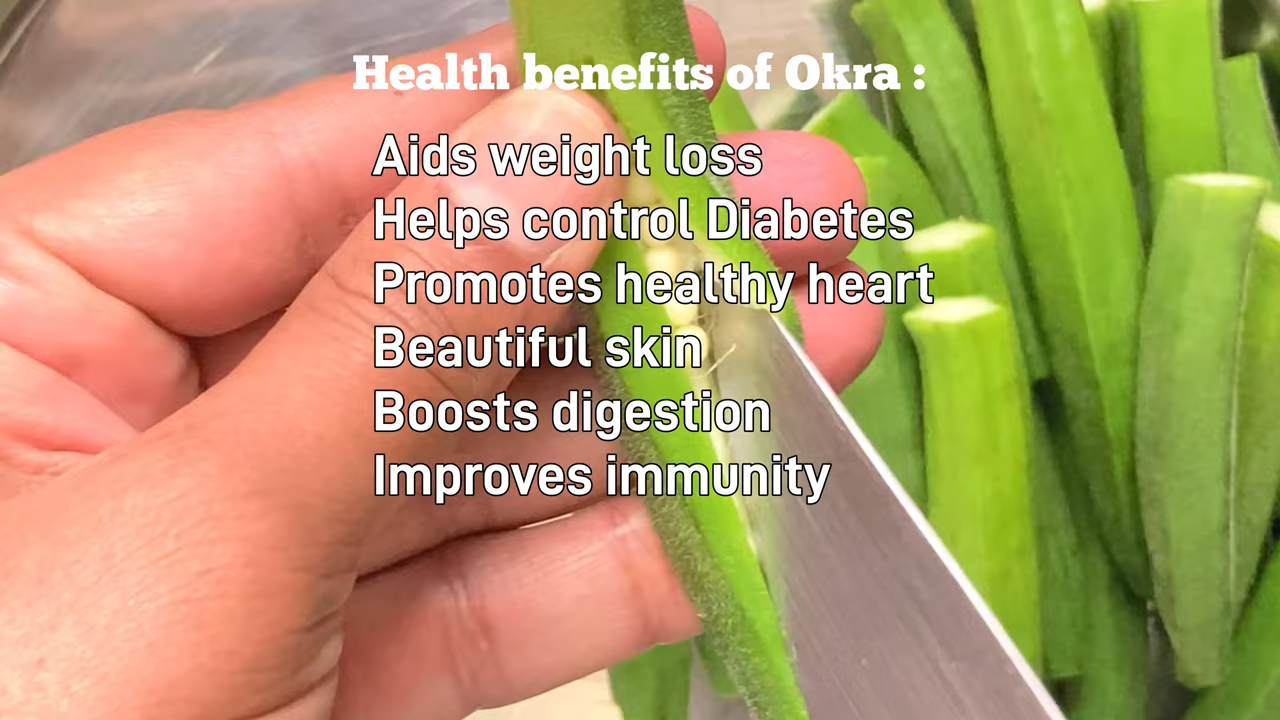 Health benefits of Okra :
Aids weight loss
Helps control Diabetes
Promotes healthy heart
Beautiful skin
Boosts digestion
Improves immunity